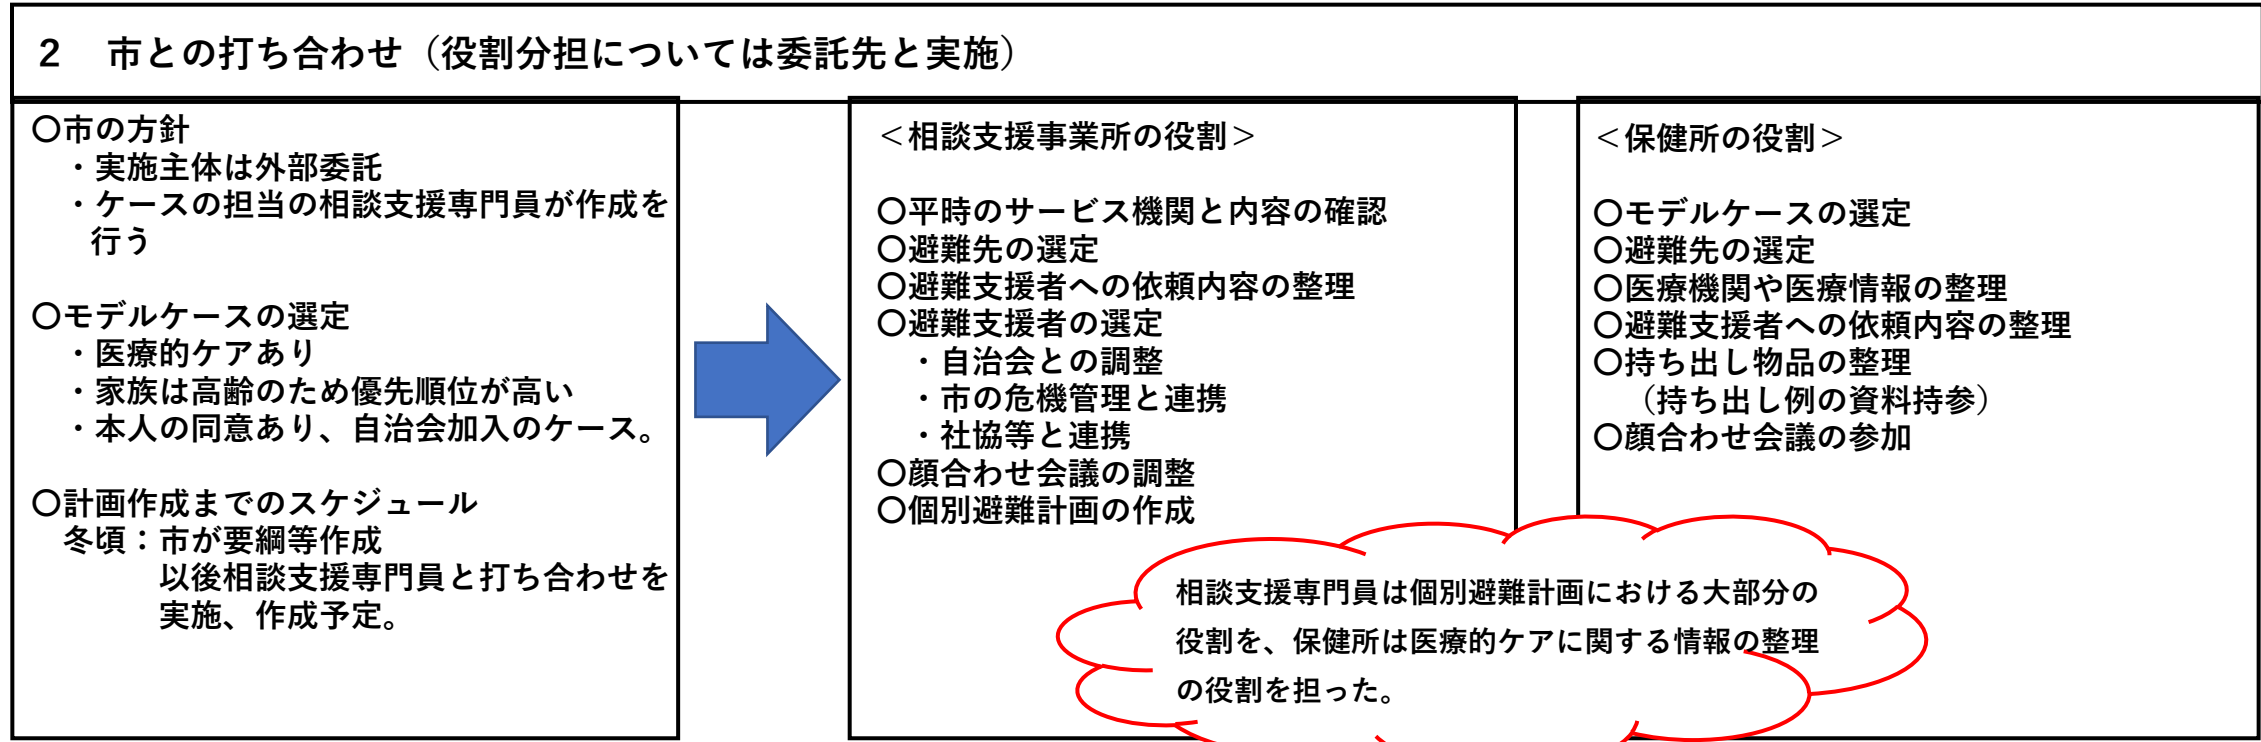 ２　市との打ち合わせ（役割分担については委託先と実施）
〇市の方針
・実施主体は外部委託
・ケースの担当の相談支援専門員が作成を
行う
〇モデルケースの選定
・医療的ケアあり
・家族は高齢のため優先順位が高い
・本人の同意あり、自治会加入のケース。
〇計画作成までのスケジュール
冬頃：市が要綱等作成
以後相談支援専門員と打ち合わせを
実施、作成予定。
＜相談支援事業所の役割＞
〇平時のサービス機関と内容の確認
〇避難先の選定
〇避難支援者への依頼内容の整理
〇避難支援者の選定
・自治会との調整
・市の危機管理と連携
・社協等と連携
〇顔合わせ会議の調整
〇個別避難計画の作成
＜保健所の役割＞
〇モデルケースの選定
〇避難先の選定
〇医療機関や医療情報の整理
〇避難支援者への依頼内容の整理
〇持ち出し物品の整理
（持ち出し例の資料持参）
〇顔合わせ会議の参加
相談支援専門員は個別避難計画における大部分の
役割を、保健所は医療的ケアに関する情報の整理
の役割を担った。